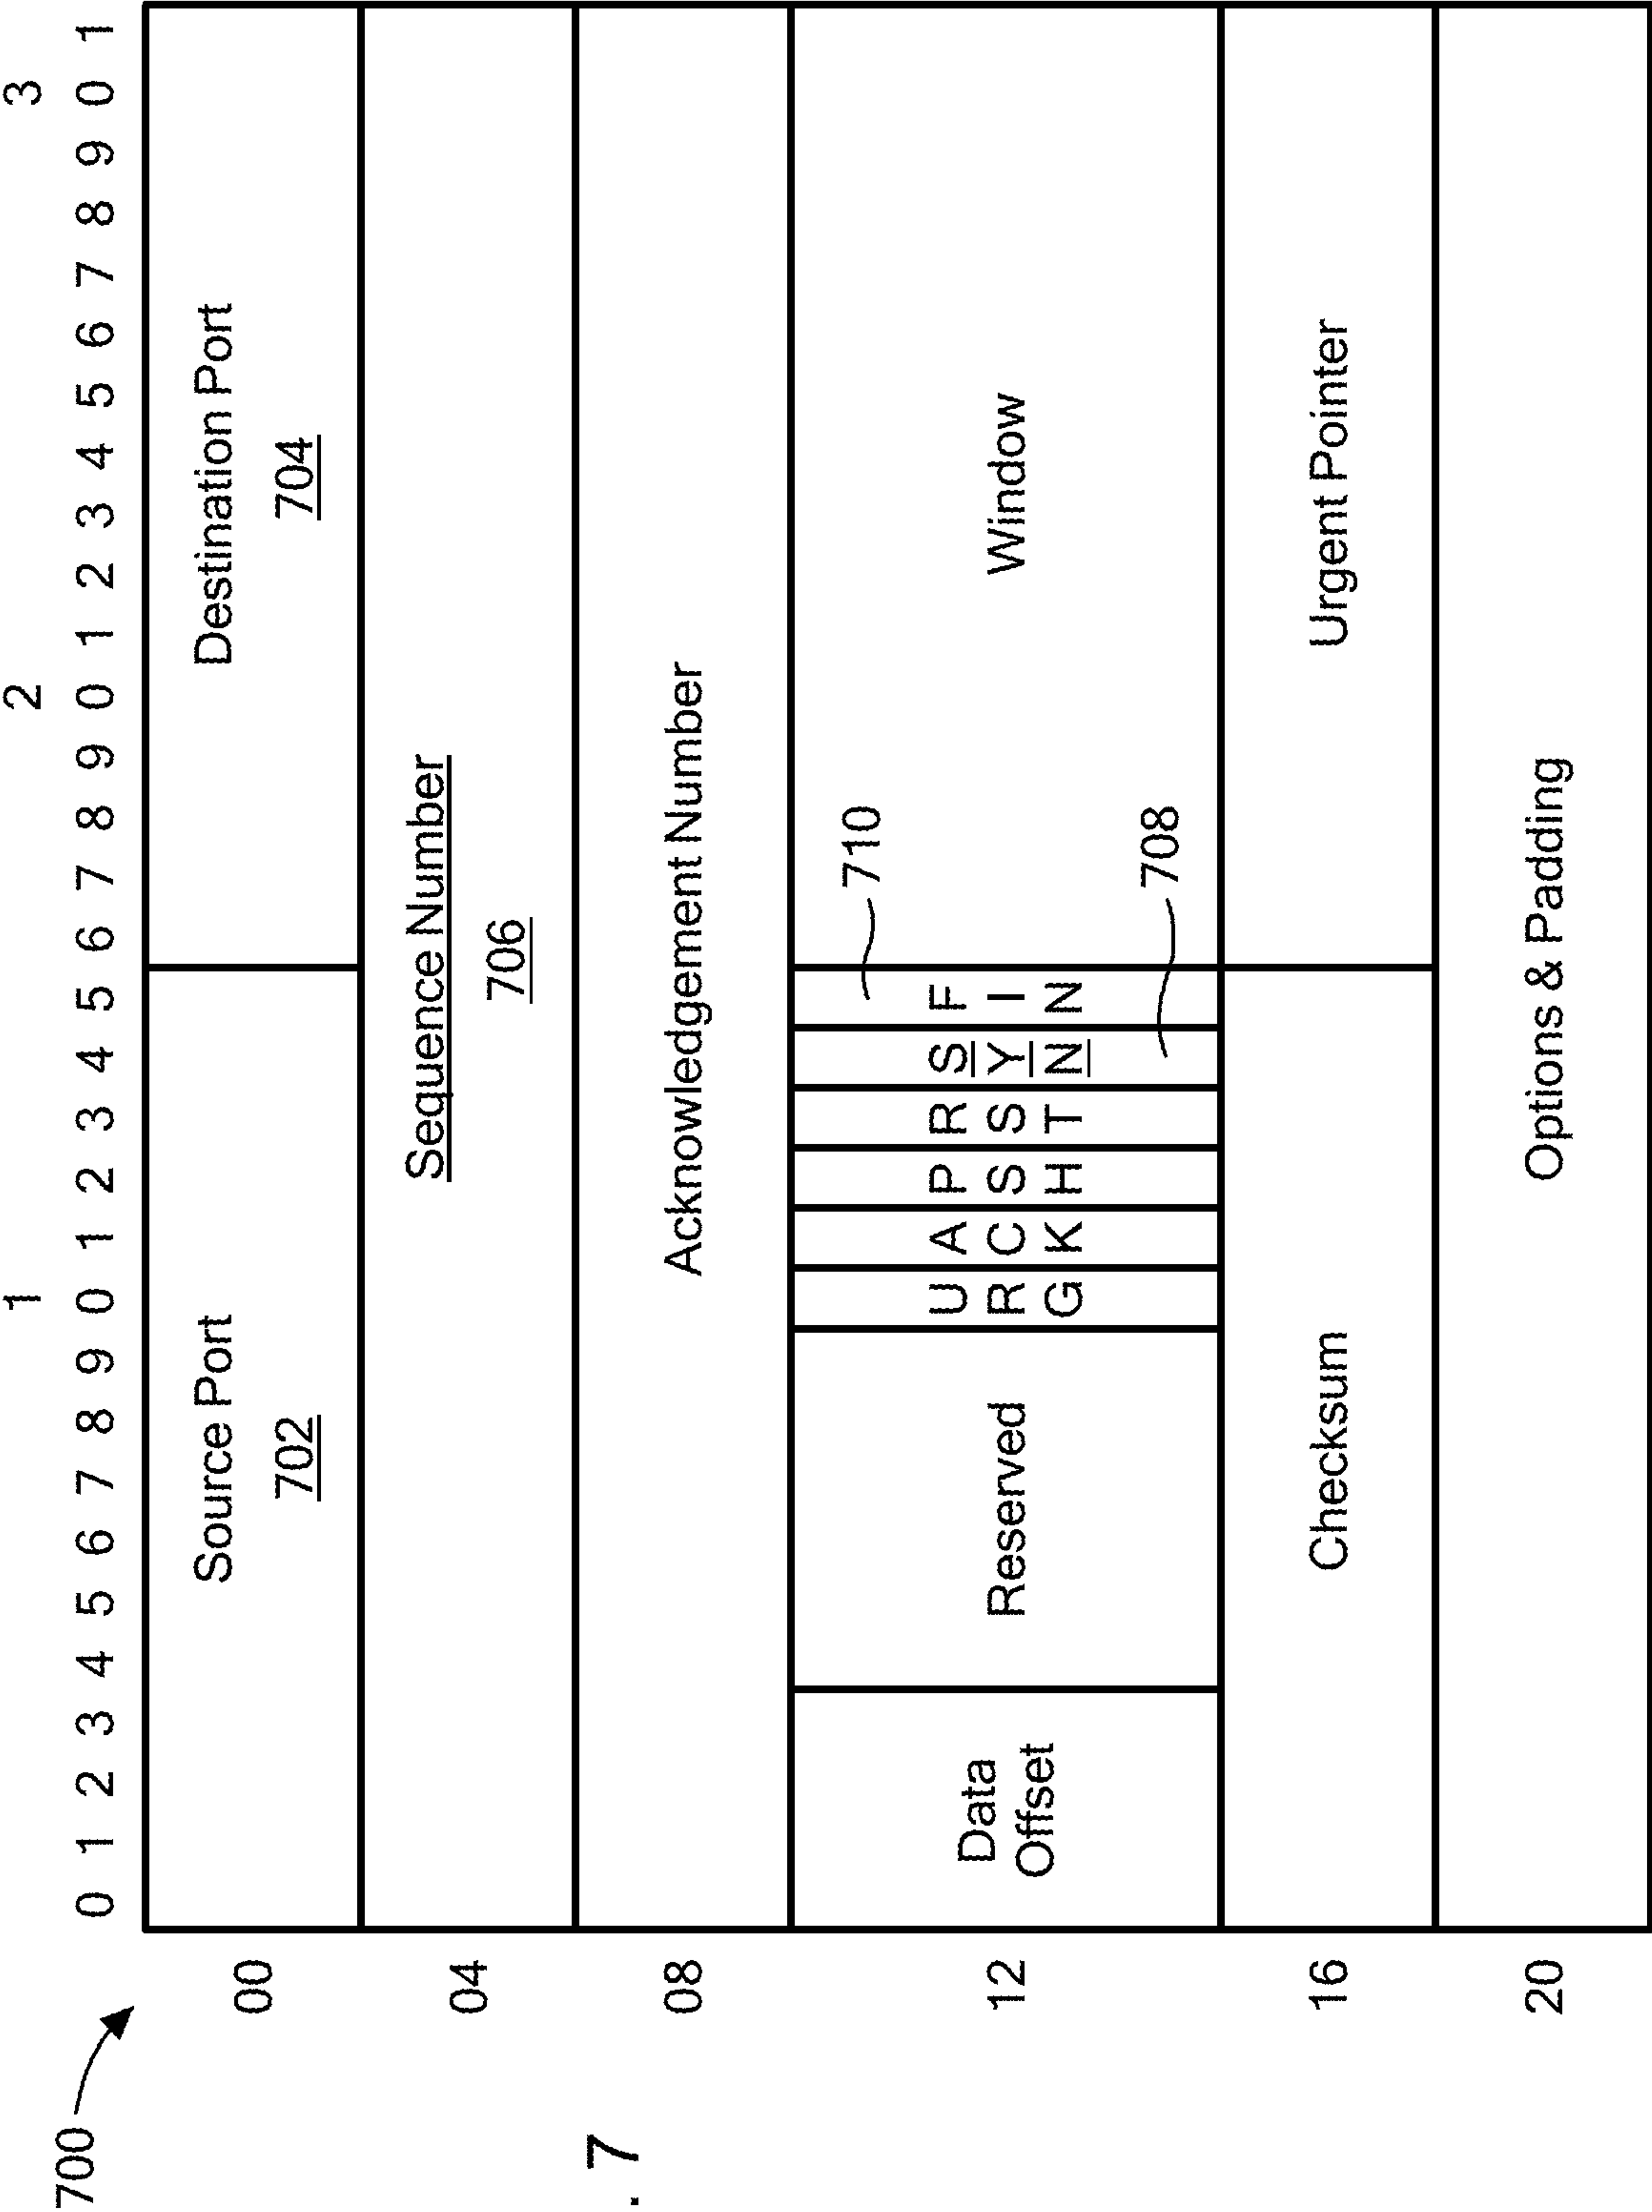 700
1 2 3
0 1 2 3 4 5 6 7 8 9 0 1 2 3 4 5 6 7 8 9 0 1 2 3 4 5 6 7 8 9 0 1
00
Source Port
702
Destination Port
704
04
Sequence Number
706
08
Acknowledgement Number
12
Data
Offset
Reserved
U A P R S F
R C S S Y I
G K H T N N
710
708
Window
16
Checksum
Urgent Pointer
20
Options & Padding
. 7